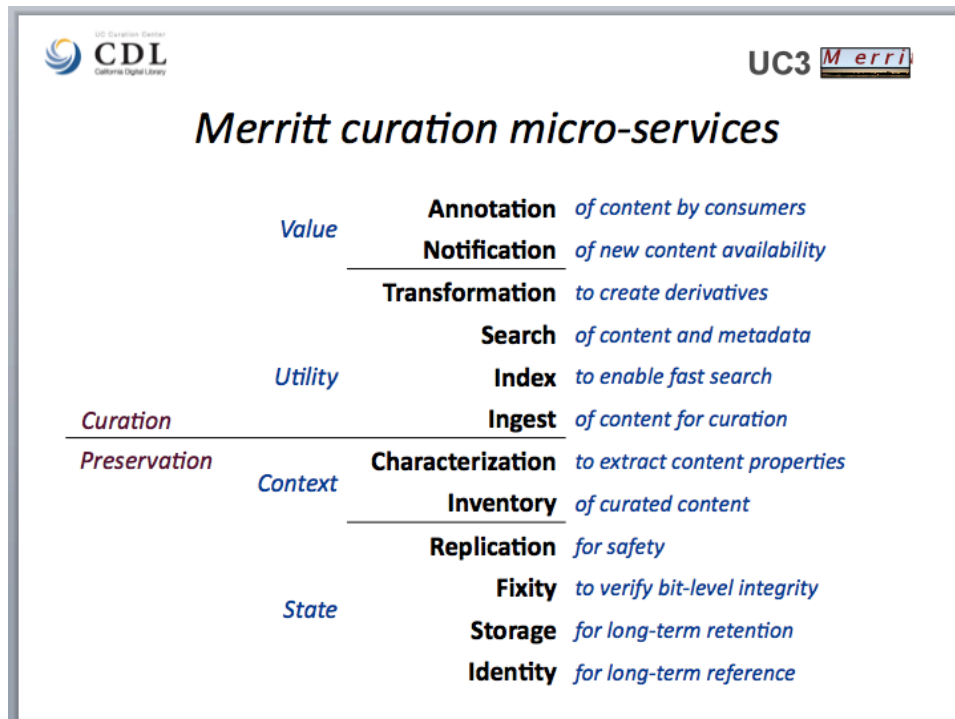 UC Curation Center
CDL
California Digital Library
UC3 Merri
Merritt curation micro-services
Value
Annotation of content by consumers
Notification of new content availability
Transformation to create derivatives
Search of content and metadata
Utility
Index to enable fast search
Curation
Ingest of content for curation
Preservation
Characterization to extract content properties
Context
Inventory of curated content
Replication for safety
Fixity to verify bit-level integrity
State
Storage for long-term retention
Identity for long-term reference